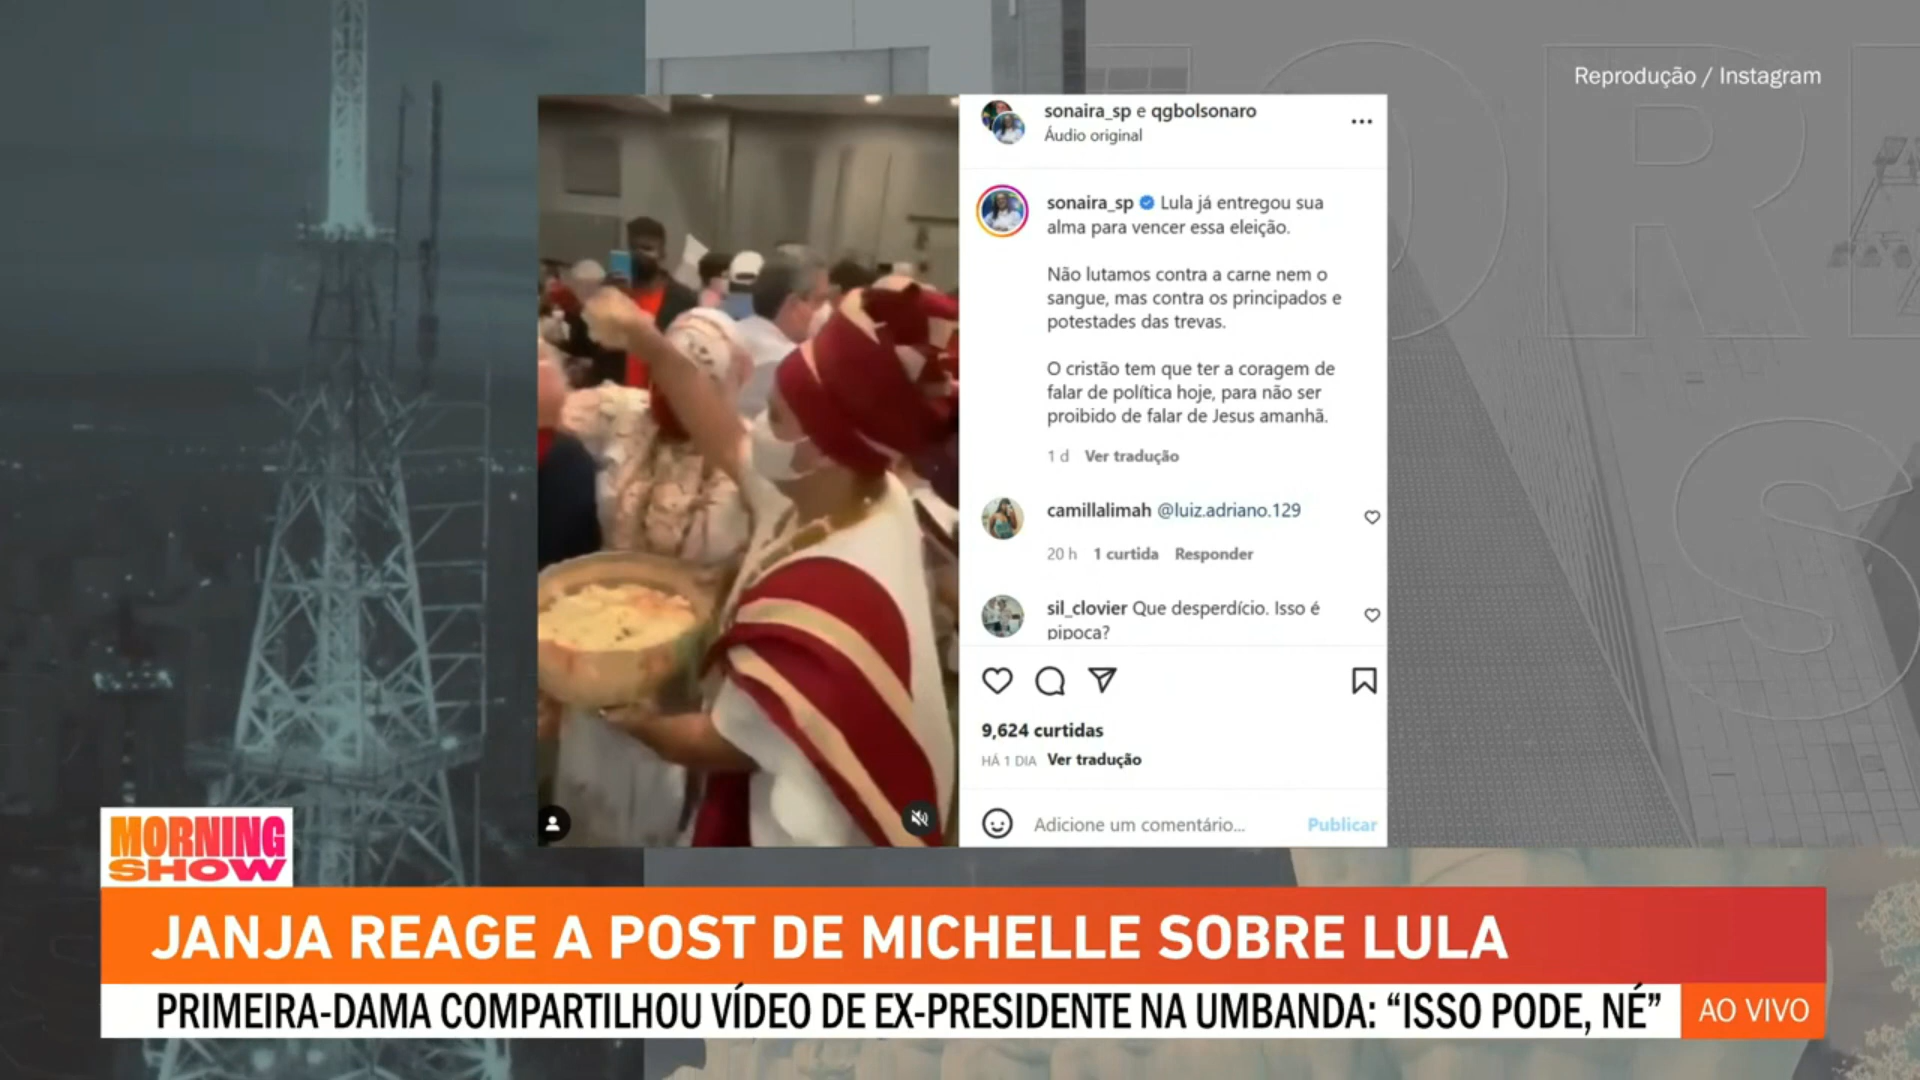 Reprodução / Instagram
sonaira_sp e qgbolsonaro
Áudio original
sonaira_sp Lula já entregou sua
alma para vencer essa eleição.
Não lutamos contra a carne nem o
sangue, mas contra os principados e
potestades das trevas.
O cristão tem que ter a coragem de
falar de política hoje, para não ser
proibido de falar de Jesus amanhã.
1 d Ver tradução
camillalimah @luiz.adriano.129
20 h 1 curtida Responder
sil_clovier Que desperdício. Isso é
pipoca?
9,624 curtidas
HÁ 1 DIA Ver tradução
Adicione um comentário... Publicar
MORNING
SHOW
JANJA REAGE A POST DE MICHELLE SOBRE LULA
PRIMEIRA-DAMA COMPARTILHOU VÍDEO DE EX-PRESIDENTE NA UMBANDA: “ISSO PODE, NÉ”
AO VIVO